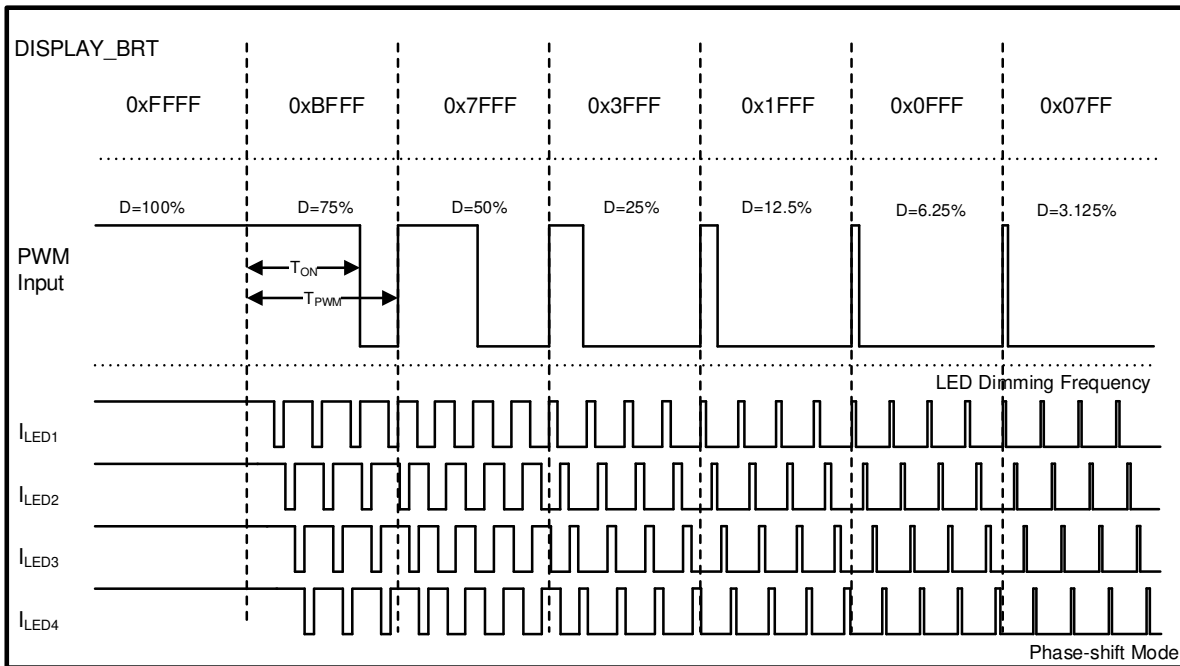 DISPLAY_BRT
0xFFFF 0xBFFF 0x7FFF 0x3FFF 0x1FFF 0x0FFF 0x07FF
D=100% D=75% D=50% D=25% D=12.5% D=6.25% D=3.125%
PWM
Input
TON
TPWM
LED Dimming Frequency
ILED1
ILED2
ILED3
ILED4
Phase-shift Mode